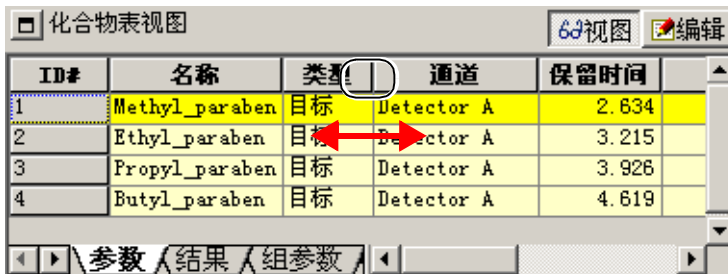 化合物表视图 视图 编辑
ID# 名称 类型 通道 保留时间
1 Methyl_paraben 目标 Detector A 2.634
2 Ethyl_paraben 目标 Detector A 3.215
3 Propyl_paraben 目标 Detector A 3.926
4 Butyl_paraben 目标 Detector A 4.619
参数 结果 组参数